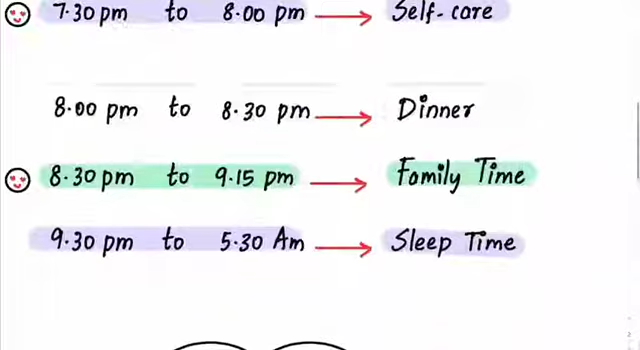 7.30 pm to 8.00 pm → Self-care
8.00 pm to 8.30 pm → Dinner
8.30 pm to 9.15 pm → Family Time
9.30 pm to 5.30 Am → Sleep Time